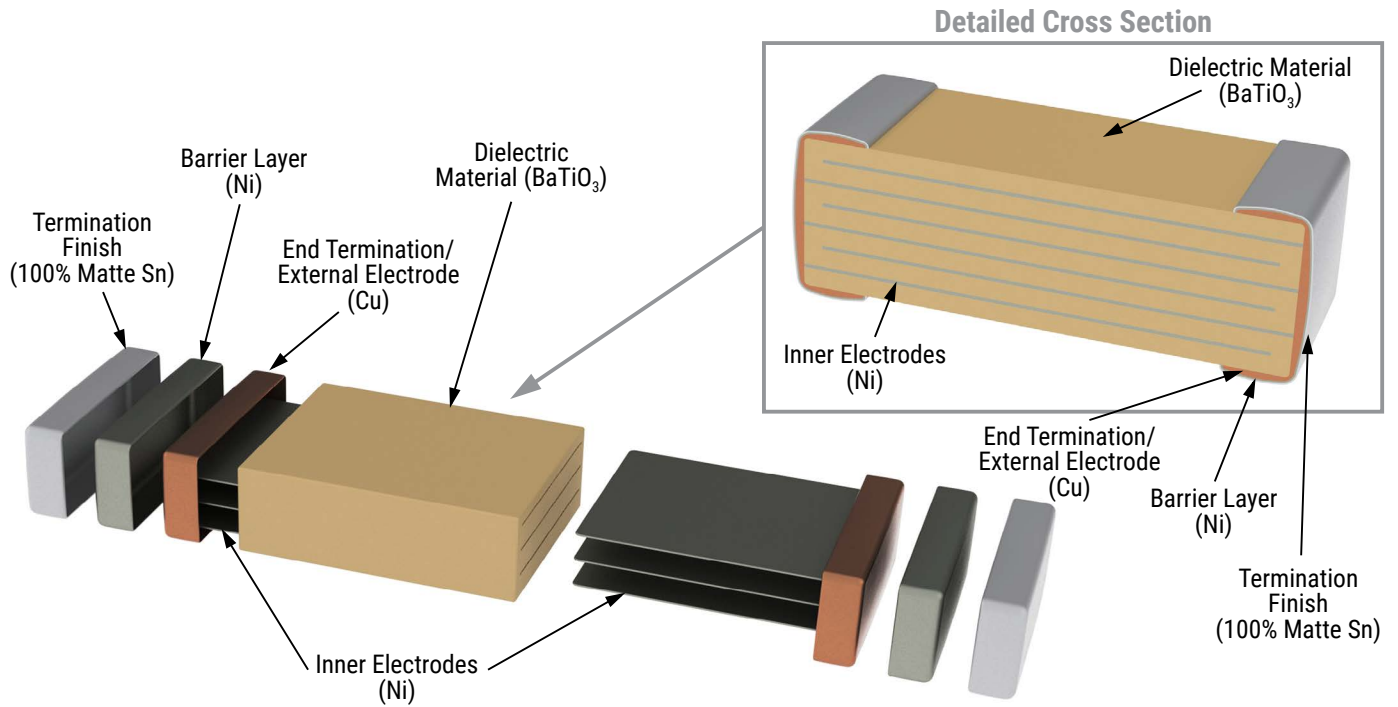 Detailed Cross Section
Dielectric Material
(BaTiO₃)
Inner Electrodes
(Ni)
End Termination/
External Electrode
(Cu)
Barrier Layer
(Ni)
Termination
Finish
(100% Matte Sn)
Termination
Finish
(100% Matte Sn)
Barrier Layer
(Ni)
End Termination/
External Electrode
(Cu)
Dielectric
Material (BaTiO₃)
Inner Electrodes
(Ni)